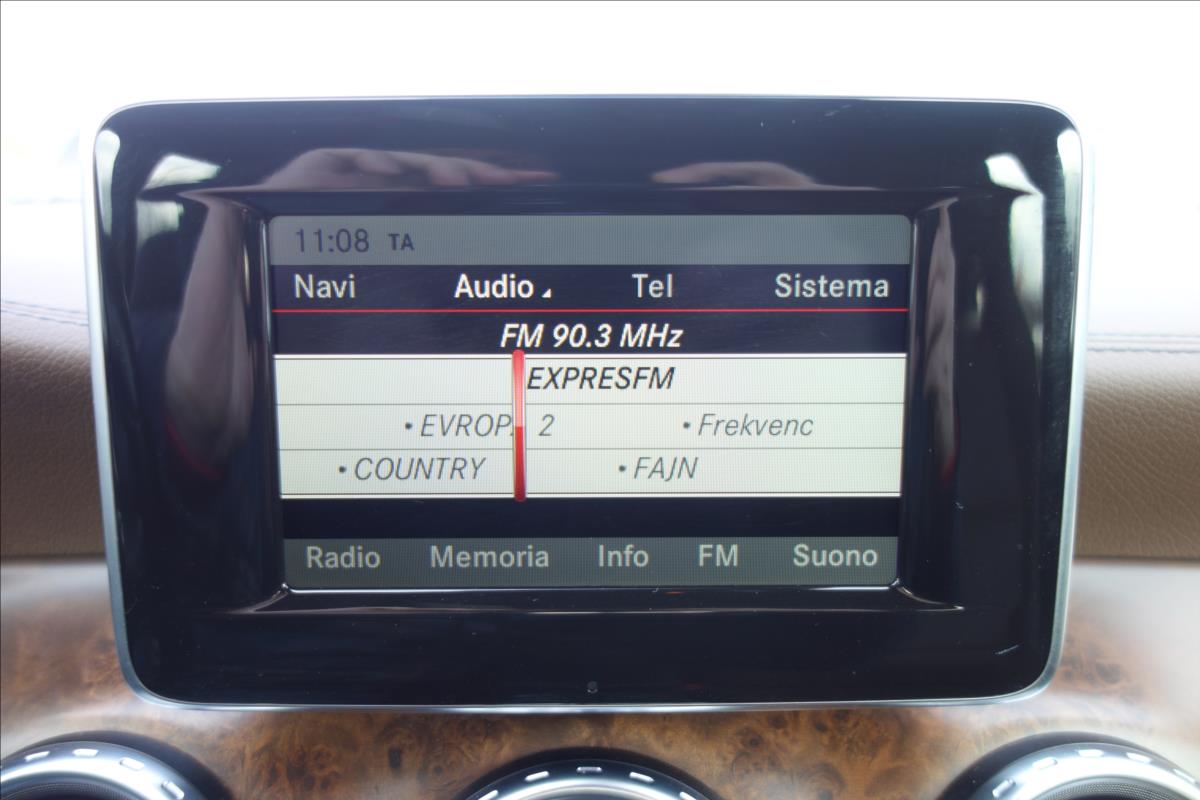 11:08 TA
Navi Audio Tel Sistema
FM 90.3 MHz
EXPRESFM
• EVROP 2 • Frekvenc
• COUNTRY • FAJN
Radio Memoria Info FM Suono